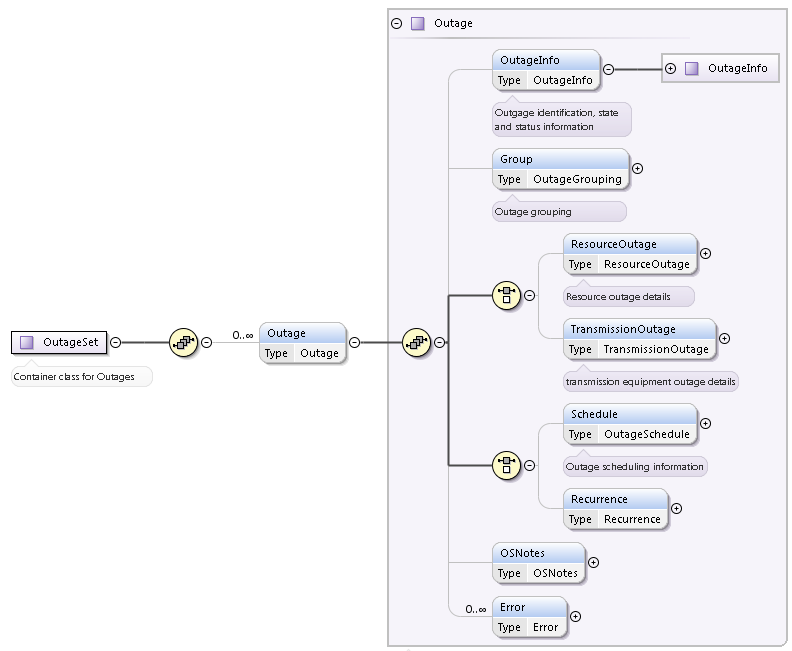 Outage
OutageInfo
Type OutageInfo
OutageInfo
Outgage identification, state
and status information
Group
Type OutageGrouping
Outage grouping
ResourceOutage
Type ResourceOutage
Resource outage details
OutageSet
Container class for Outages
0..∞
Outage
Type Outage
TransmissionOutage
Type TransmissionOutage
transmission equipment outage details
Schedule
Type OutageSchedule
Outage scheduling information
Recurrence
Type Recurrence
OSNotes
Type OSNotes
0..∞
Error
Type Error